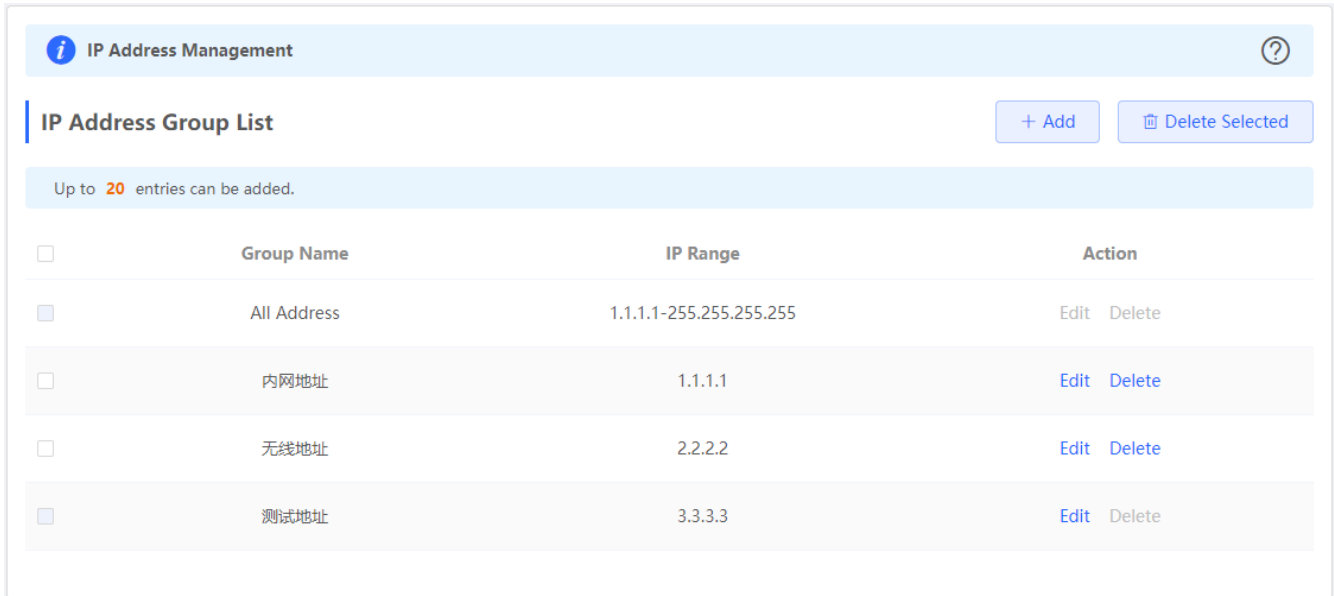 IP Address Management
IP Address Group List
+ Add
Delete Selected
Up to 20 entries can be added.
Group Name IP Range Action
All Address 1.1.1.1-255.255.255.255 Edit Delete
内网地址 1.1.1.1 Edit Delete
无线地址 2.2.2.2 Edit Delete
测试地址 3.3.3.3 Edit Delete